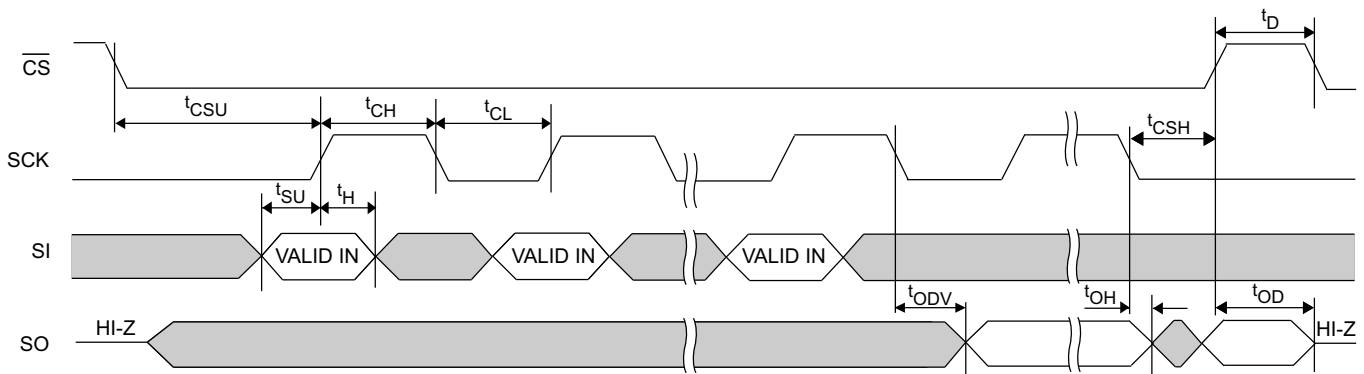 tD
CS
tCSU
tCH
tCL
tCSH
SCK
tSU
tH
SI
VALID IN
VALID IN
VALID IN
tODV
tOH
tOD
SO
HI-Z
HI-Z